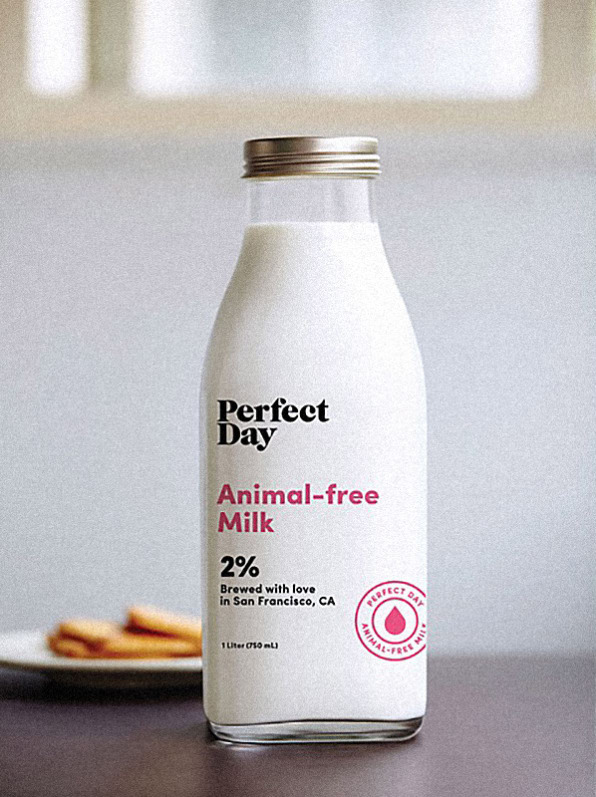 Perfect
Day
Animal-free
Milk
2%
Brewed with love
in San Francisco, CA
1 Liter (750 mL)
PERFECT DAY
ANIMAL-FREE MILK